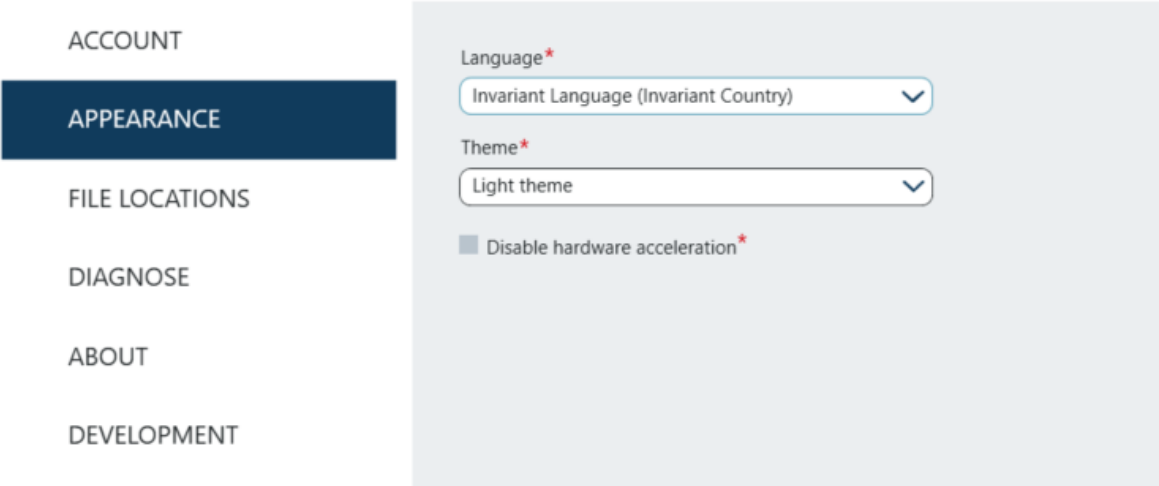 ACCOUNT
APPEARANCE
FILE LOCATIONS
DIAGNOSE
ABOUT
DEVELOPMENT
Language*
Invariant Language (Invariant Country)
Theme*
Light theme
Disable hardware acceleration*